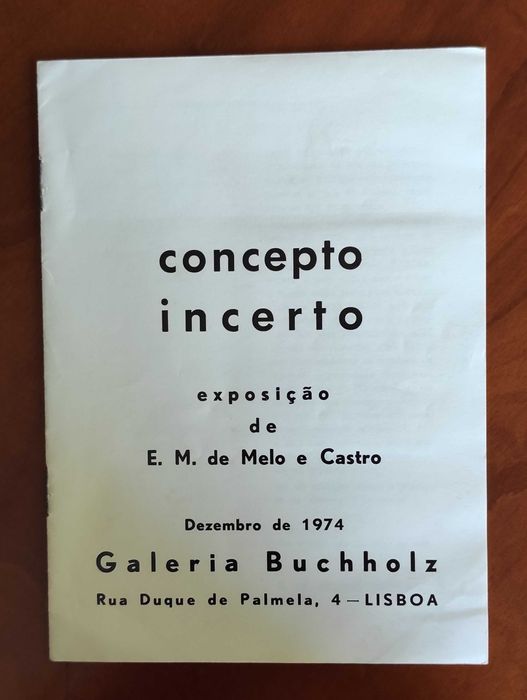 concepto
incerto
exposição
de
E. M. de Melo e Castro
Dezembro de 1974
Galeria Buchholz
Rua Duque de Palmela, 4 — LISBOA